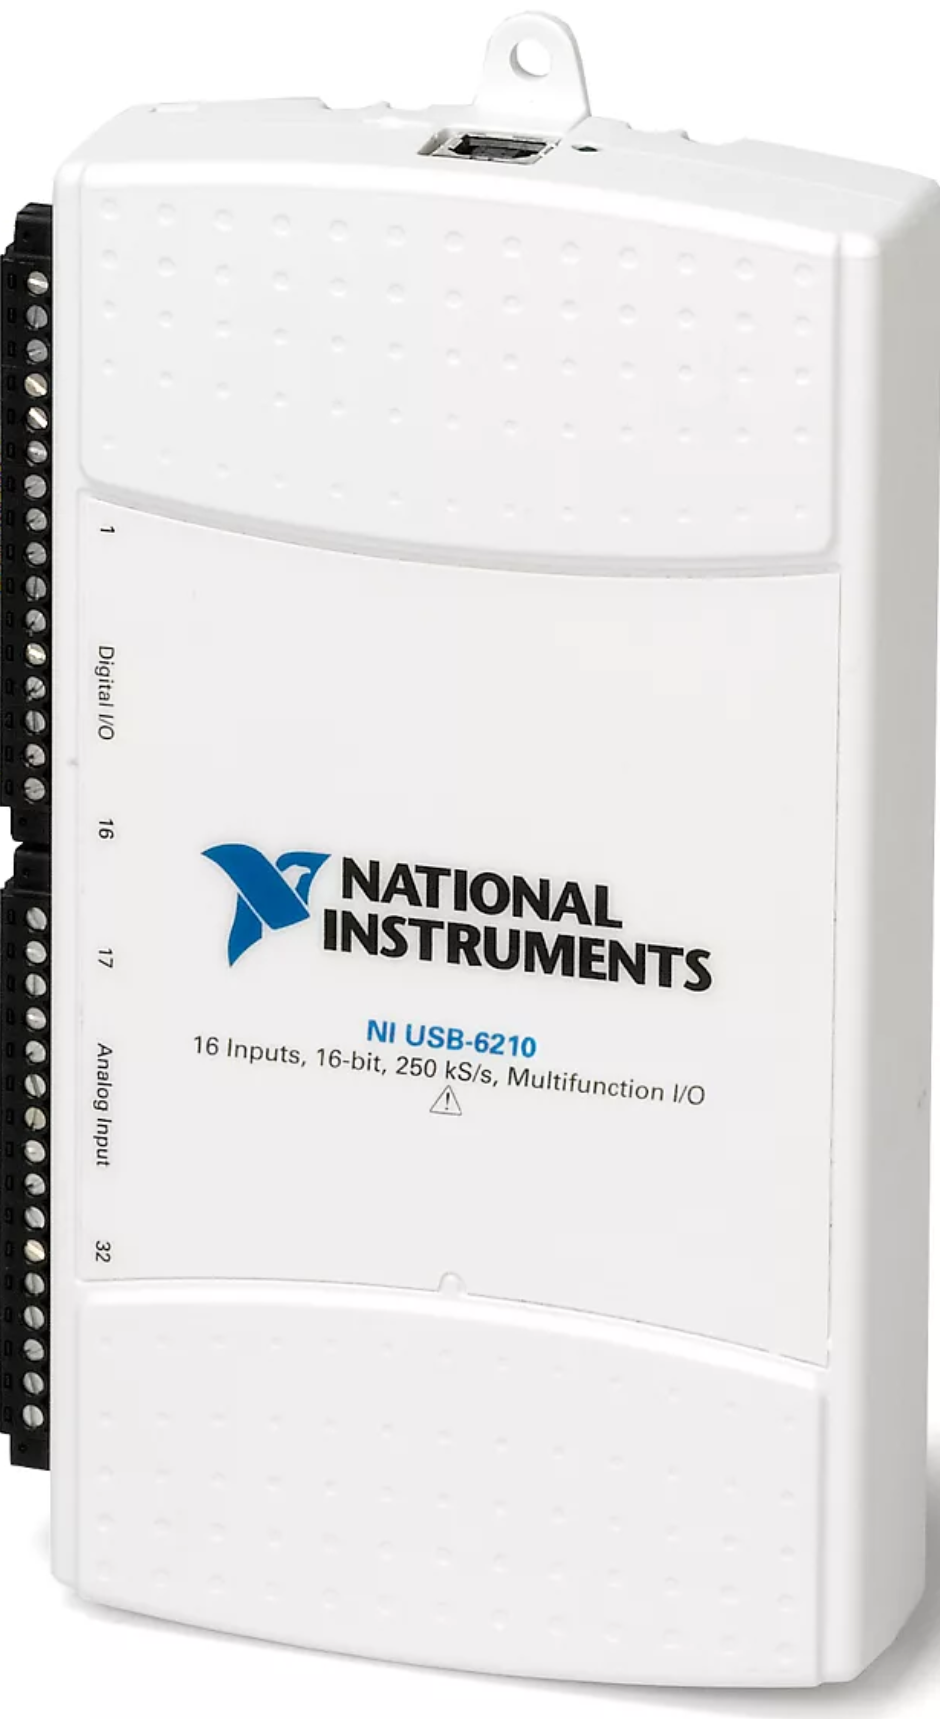 1
Digital I/O
16
17
Analog Input
32
NATIONAL
INSTRUMENTS
NI USB-6210
16 Inputs, 16-bit, 250 kS/s, Multifunction I/O